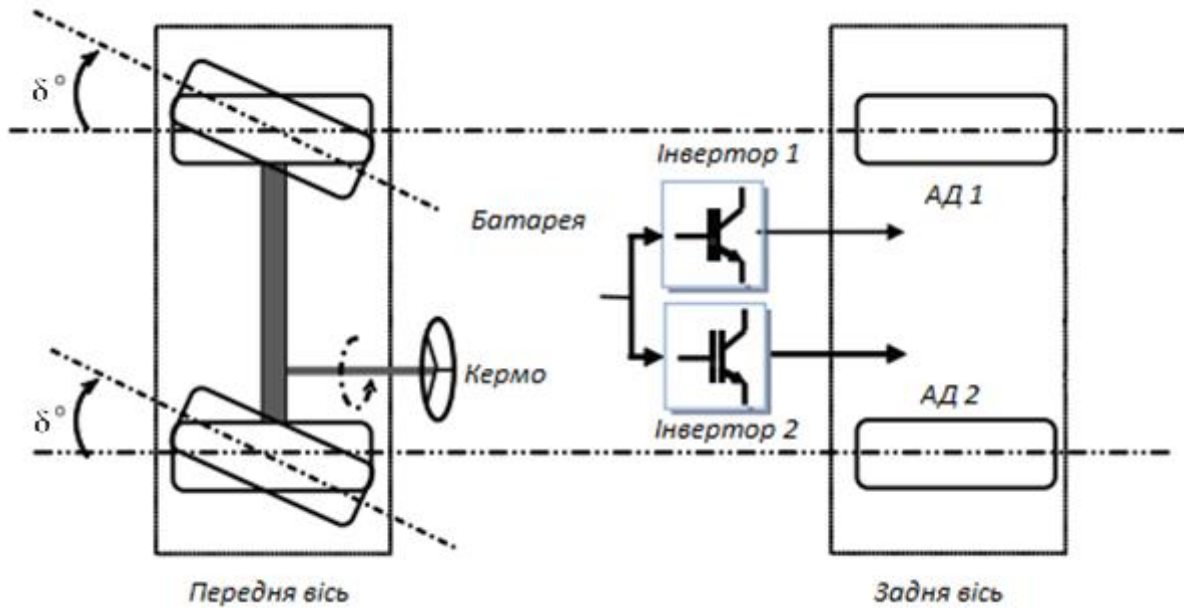 δ°
Інвертор 1
АД 1
Батарея
Кермо
δ°
АД 2
Інвертор 2
Передня вісь
Задня вісь